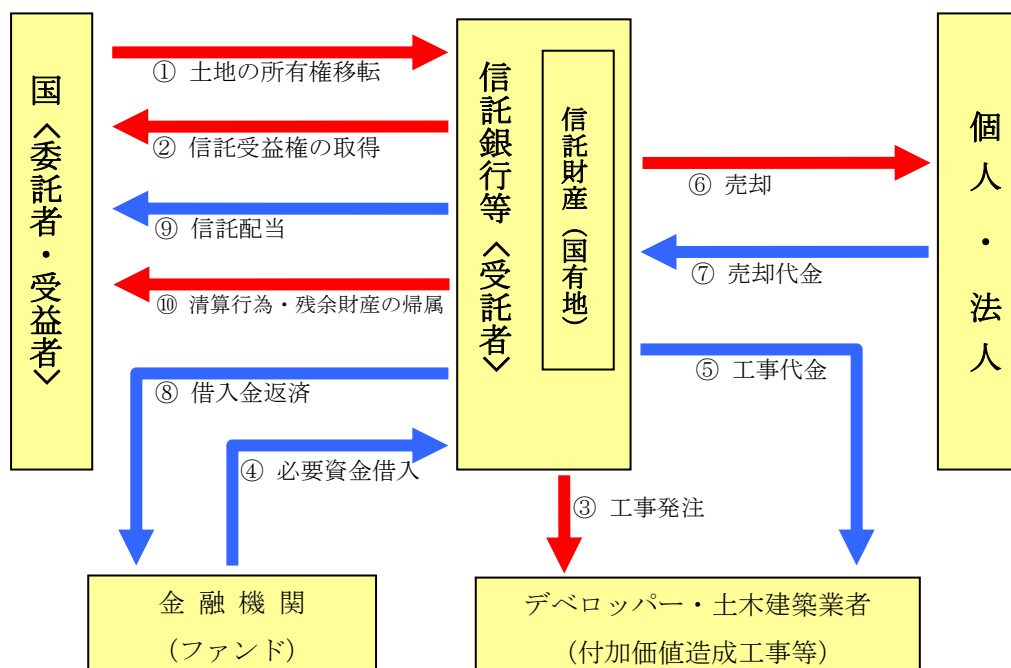 国〈委託者・受益者〉
① 土地の所有権移転
② 信託受益権の取得
⑨ 信託配当
⑩ 清算行為・残余財産の帰属
⑧ 借入金返済
④ 必要資金借入
信託銀行等〈受託者〉
信託財産(国有地)
⑥ 売却
⑦ 売却代金
⑤ 工事代金
③ 工事発注
個人・法人
金融機関
(ファンド)
デベロッパー・土木建築業者
(付加価値造成工事等)